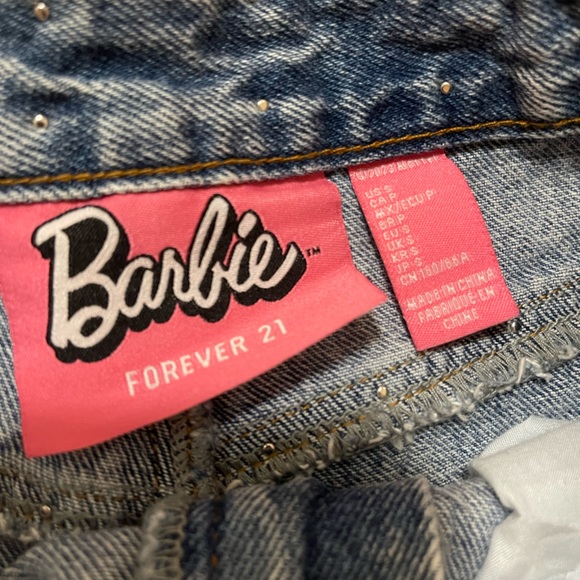 Barbie™
FOREVER 21
US:S
CA:P
MX/ECU:P
BR:P
EU:S
UK:S
KR:S
JP:S
CN:160/66A
MADE IN CHINA
FABRIQUÉ EN
CHINE